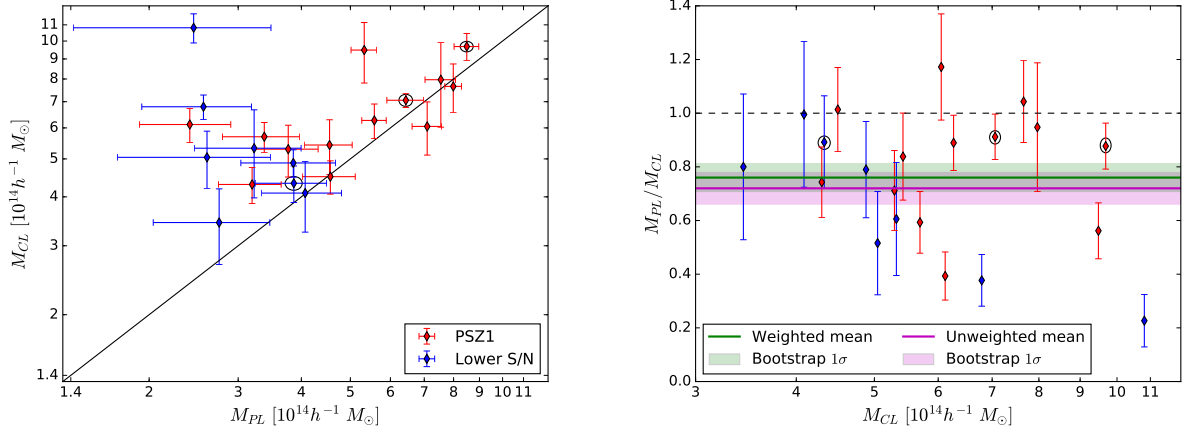 11
10
9
8
7
6
5
4
3
2
1.4
M_CL [10^14 h^−1 M_⊙]
1.4 2 3 4 5 6 7 8 9 10 11
M_PL [10^14 h^−1 M_⊙]
PSZ1
Lower S/N
1.4
1.2
1.0
0.8
0.6
0.4
0.2
0.0
M_PL/M_CL
3 4 5 6 7 8 9 10 11
M_CL [10^14 h^−1 M_⊙]
Weighted mean
Bootstrap 1σ
Unweighted mean
Bootstrap 1σ